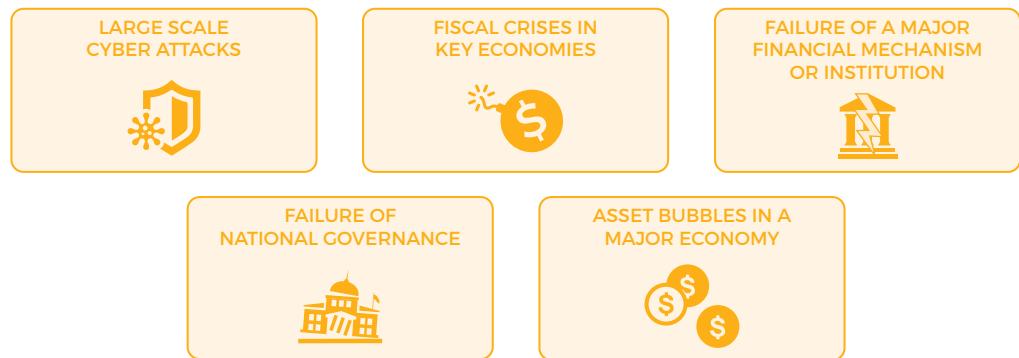 LARGE SCALE
CYBER ATTACKS
FISCAL CRISES IN
KEY ECONOMIES
FAILURE OF A MAJOR
FINANCIAL MECHANISM
OR INSTITUTION
$
FAILURE OF
NATIONAL GOVERNANCE
ASSET BUBBLES IN A
MAJOR ECONOMY
$
$
$